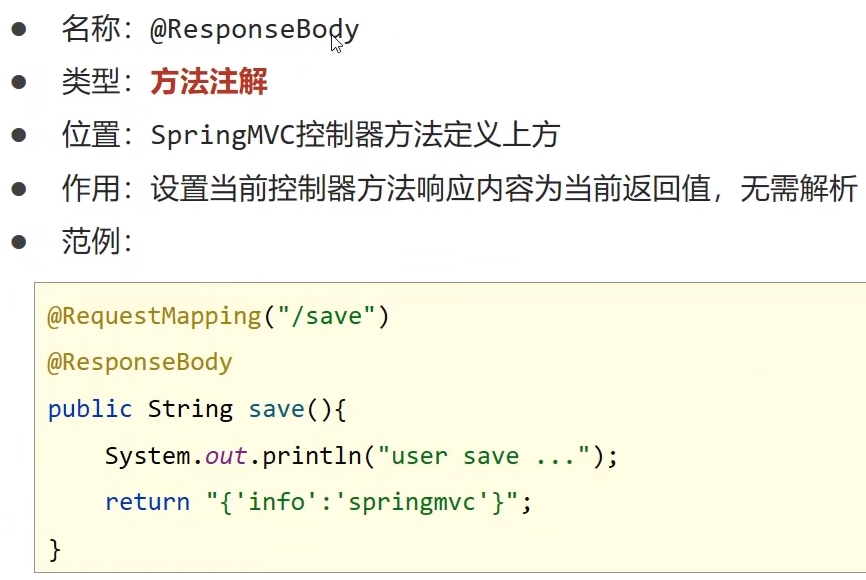 ● 名称：@ResponseBody
● 类型：方法注解
● 位置：SpringMVC控制器方法定义上方
● 作用：设置当前控制器方法响应内容为当前返回值，无需解析
● 范例：
@RequestMapping("/save")
@ResponseBody
public String save(){
    System.out.println("user save ...");
    return "{'info':'springmvc'}";
}